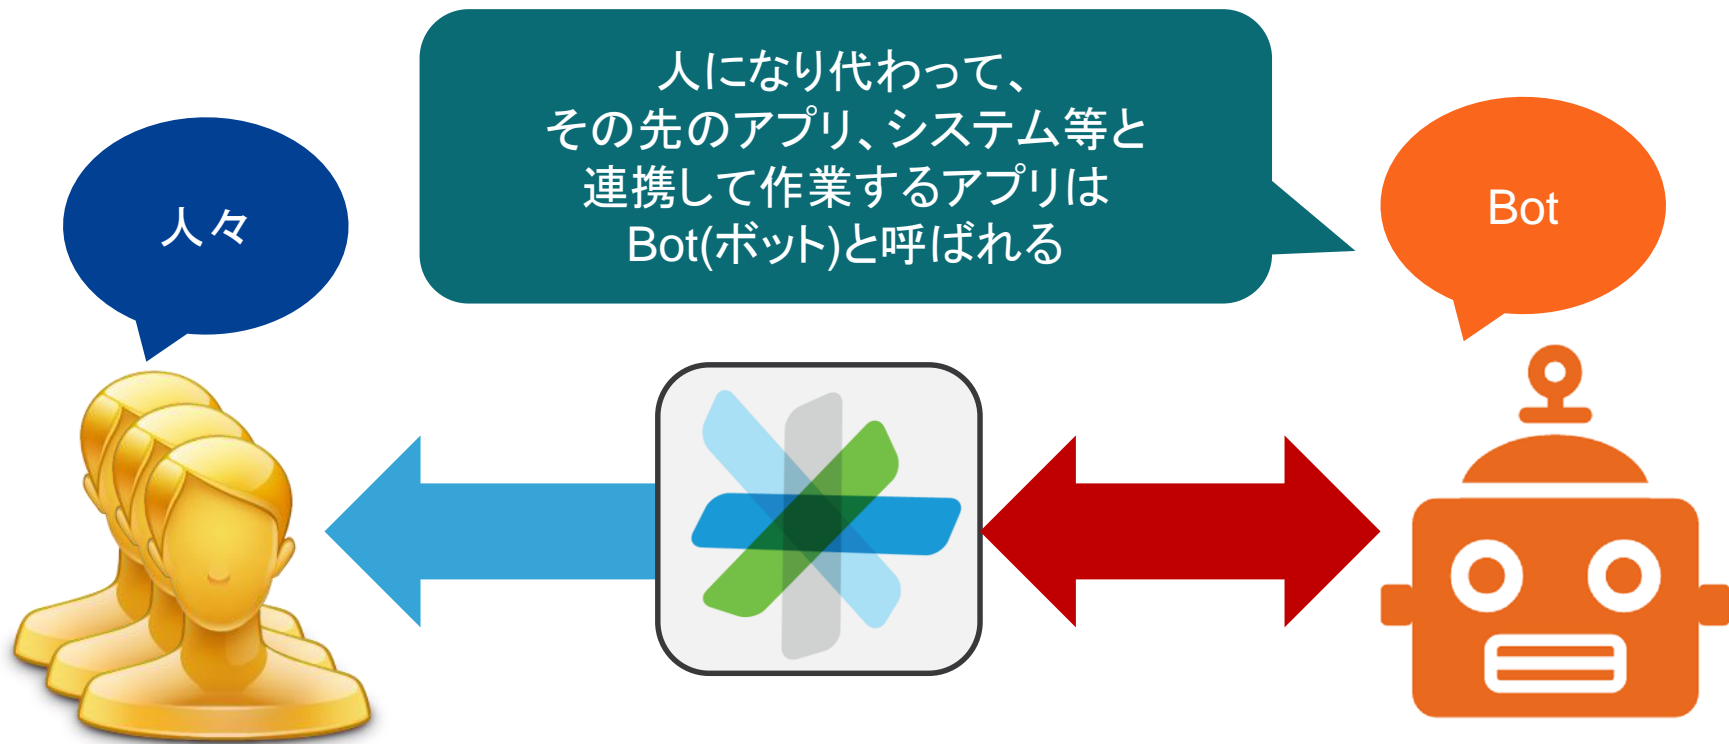 人になり代わって、
その先のアプリ、システム等と
連携して作業するアプリは
Bot(ボット)と呼ばれる
人々
Bot